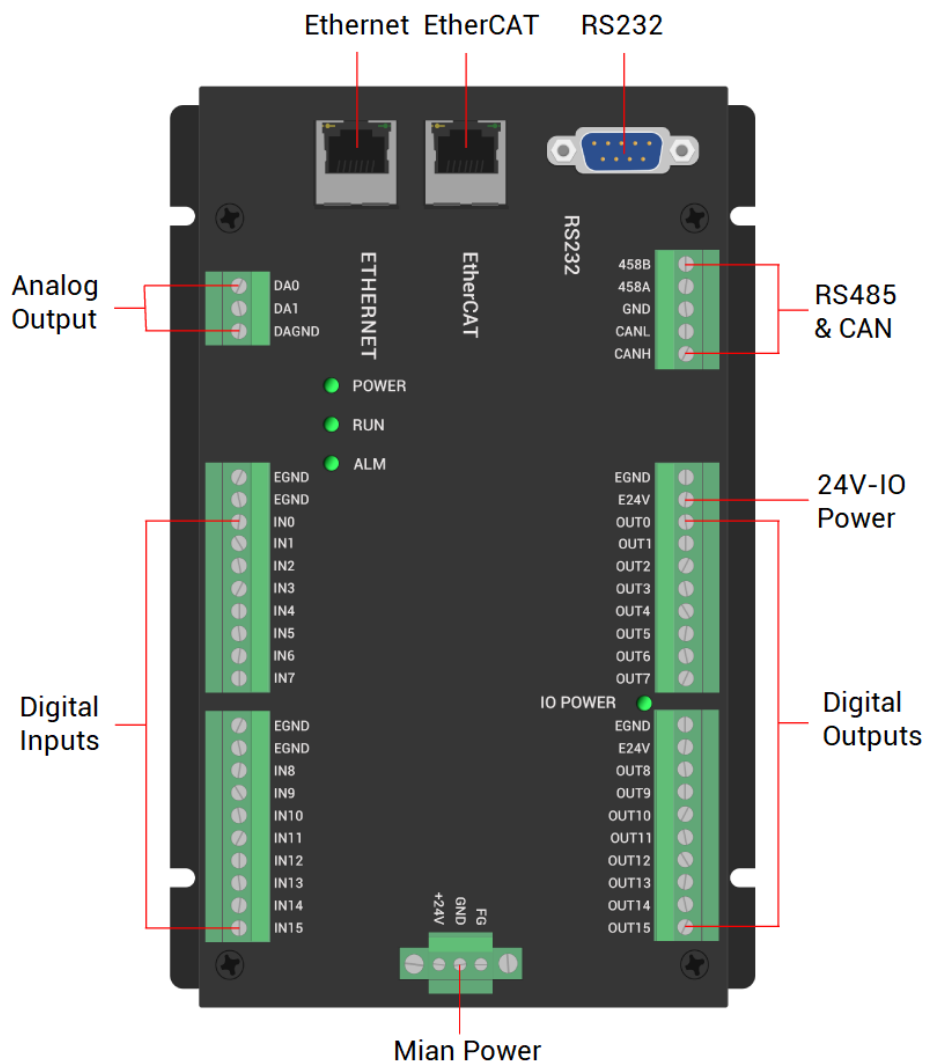 Ethernet EtherCAT RS232
ETHERNET
EtherCAT
RS232
Analog
Output
DA0
DA1
DAGND
458B
458A
GND
CANL
CANH
RS485
& CAN
POWER
RUN
ALM
EGND
EGND
IN0
IN1
IN2
IN3
IN4
IN5
IN6
IN7
EGND
E24V
OUT0
OUT1
OUT2
OUT3
OUT4
OUT5
OUT6
OUT7
24V-IO
Power
Digital
Inputs
IO POWER
Digital
Outputs
EGND
EGND
IN8
IN9
IN10
IN11
IN12
IN13
IN14
IN15
EGND
E24V
OUT8
OUT9
OUT10
OUT11
OUT12
OUT13
OUT14
OUT15
+24V
GND
FG
Mian Power